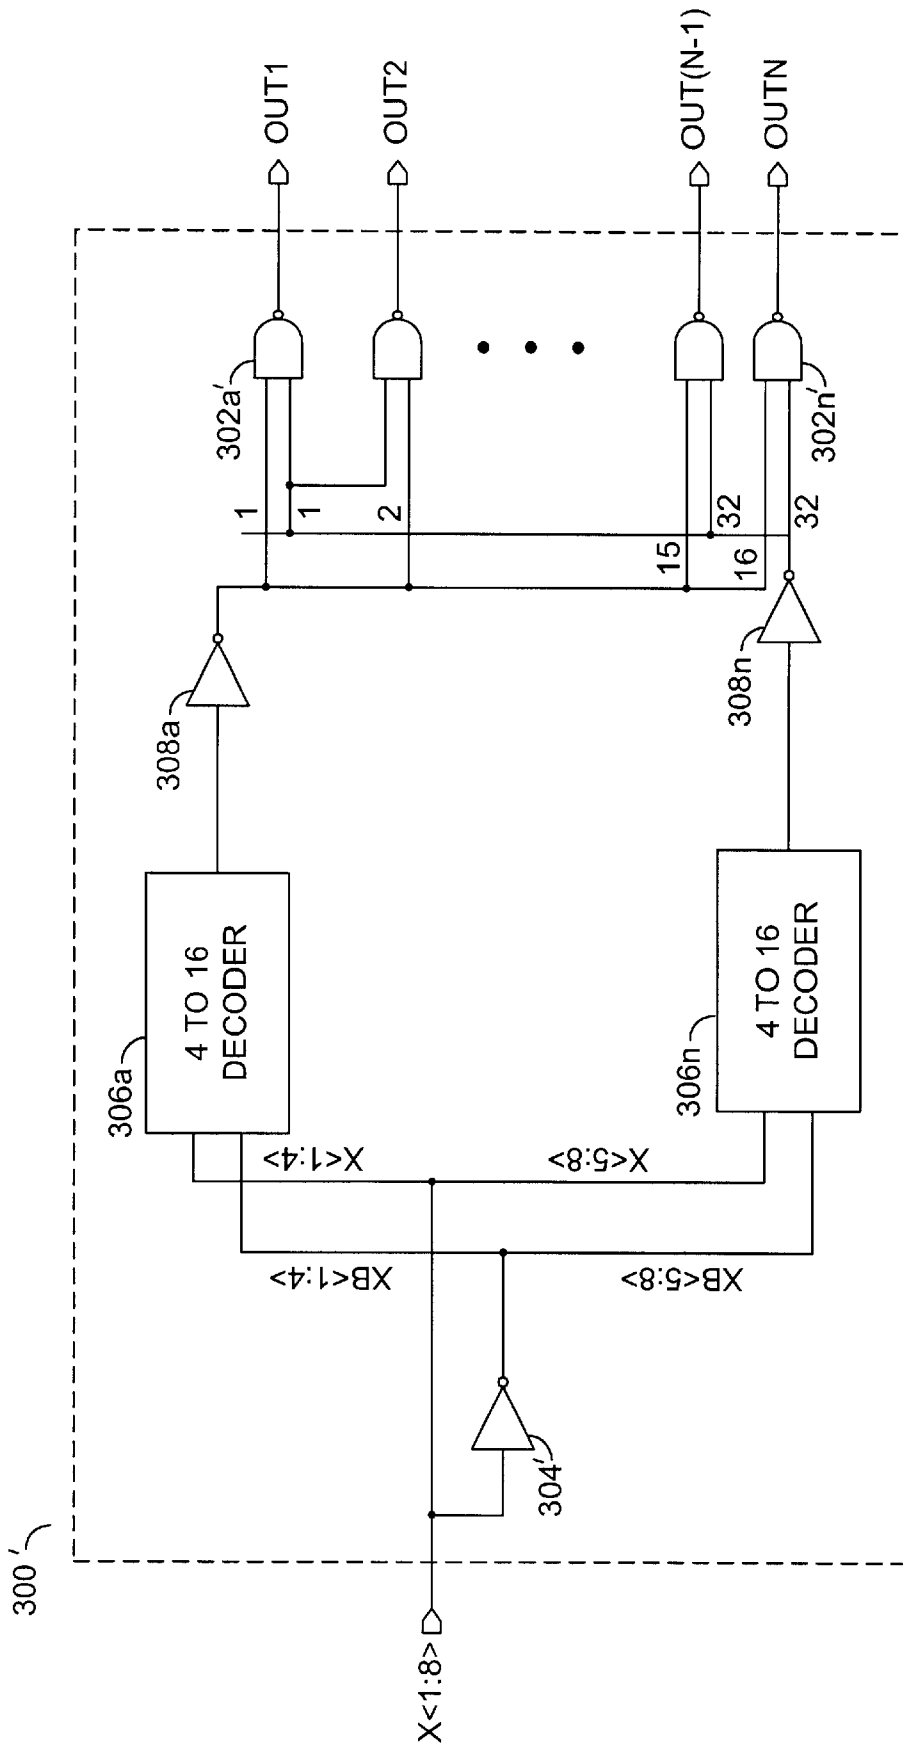 300'
X<1:8>
304'
XB<1:4>
XB<5:8>
X<1:4>
X<5:8>
306a
4 TO 16
DECODER
306n
4 TO 16
DECODER
308a
308n
1
1
2
15
32
16
32
302a'
302n'
OUT1
OUT2
OUT(N-1)
OUTN